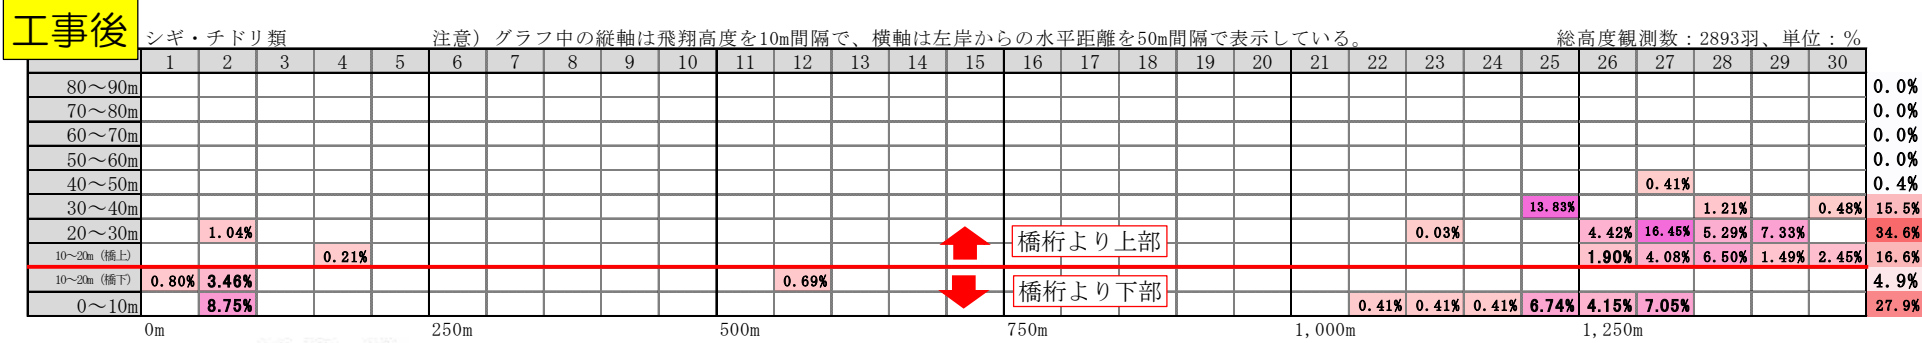 工事後
シギ・チドリ類 注意）グラフ中の縦軸は飛翔高度を10m間隔で、横軸は左岸からの水平距離を50m間隔で表示している。 総高度観測数：2893羽、単位：％
1 2 3 4 5 6 7 8 9 10 11 12 13 14 15 16 17 18 19 20 21 22 23 24 25 26 27 28 29 30
80～90m 0.0%
70～80m 0.0%
60～70m 0.0%
50～60m 0.0%
40～50m 0.41% 0.4%
30～40m 13.83% 1.21% 0.48% 15.5%
20～30m 1.04% 0.03% 4.42% 16.45% 5.29% 7.33% 34.6%
橋桁より上部
10～20m（橋上） 0.21% 1.90% 4.08% 6.50% 1.49% 2.45% 16.6%
10～20m（橋下） 0.80% 3.46% 0.69% 4.9%
橋桁より下部
0～10m 8.75% 0.41% 0.41% 0.41% 6.74% 4.15% 7.05% 27.9%
0m 250m 500m 750m 1,000m 1,250m